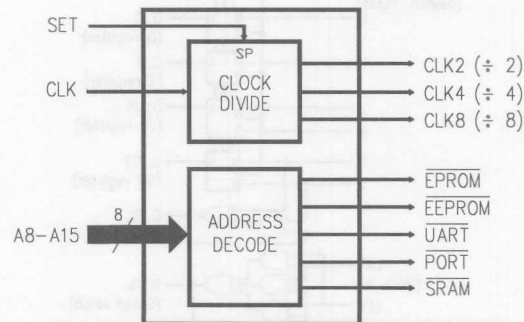 SET
SP
CLK
CLOCK
DIVIDE
CLK2 (÷ 2)
CLK4 (÷ 4)
CLK8 (÷ 8)
A8-A15
8
ADDRESS
DECODE
EPROM
EEPROM
UART
PORT
SRAM